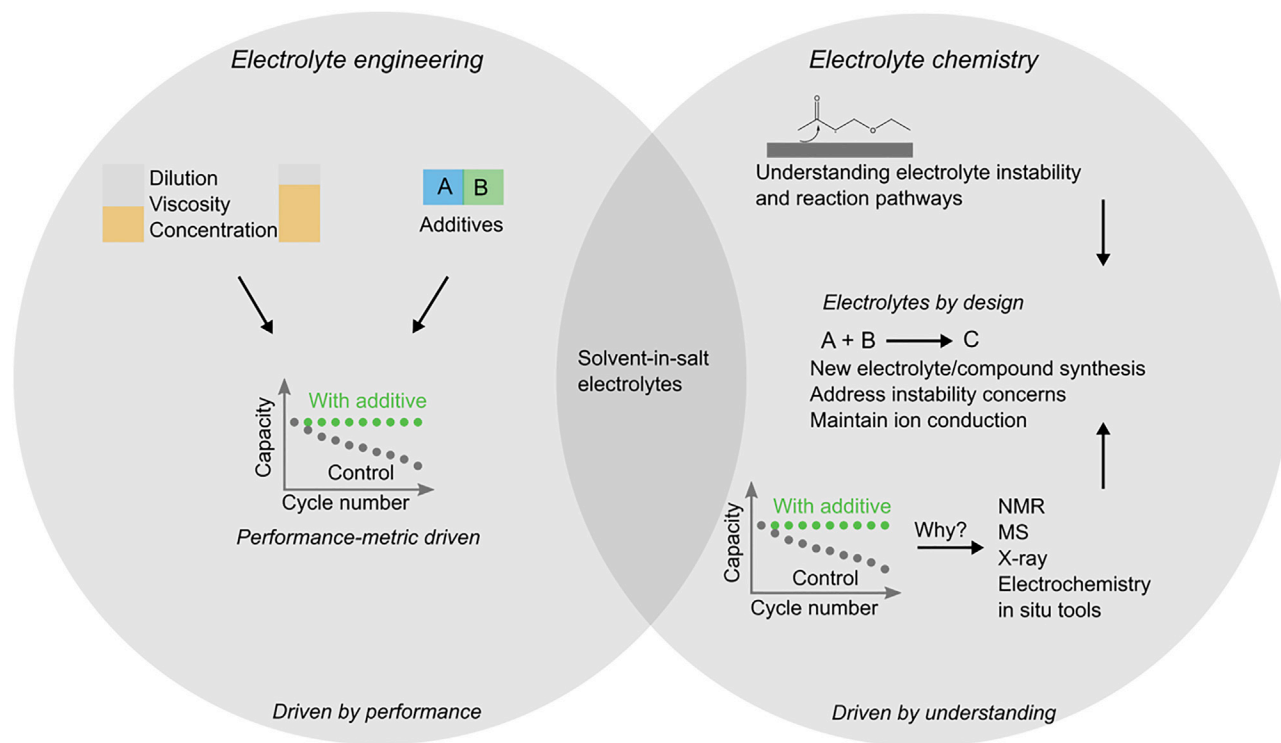 Electrolyte engineering
Dilution
Viscosity
Concentration
A B
Additives
Capacity
With additive
Control
Cycle number
Performance-metric driven
Driven by performance
Solvent-in-salt
electrolytes
Electrolyte chemistry
O
O
Understanding electrolyte instability
and reaction pathways
Electrolytes by design
A + B C
New electrolyte/compound synthesis
Address instability concerns
Maintain ion conduction
Capacity
With additive
Control
Cycle number
Why?
NMR
MS
X-ray
Electrochemistry
in situ tools
Driven by understanding